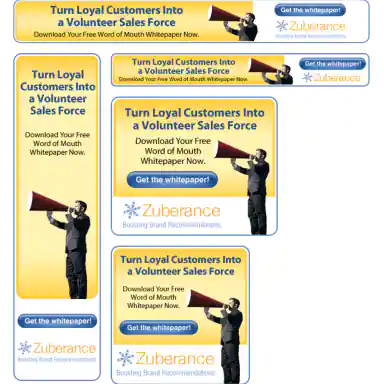 Turn Loyal Customers Into
a Volunteer Sales Force
Download Your Free Word of Mouth Whitepaper Now.
Get the whitepaper!
Zuberance
Boosting Brand Recommendations
Turn Loyal Customers Into
a Volunteer Sales Force
Download Your Free Word of Mouth Whitepaper Now.
Get the whitepaper!
Zuberance
Turn Loyal
Customers Into
a Volunteer
Sales Force
Download Your Free
Word of Mouth
Whitepaper Now.
Get the whitepaper!
Zuberance
Boosting Brand Recommendations
Turn Loyal Customers Into
a Volunteer Sales Force
Download Your Free
Word of Mouth
Whitepaper Now.
Get the whitepaper!
Zuberance
Boosting Brand Recommendations
Turn Loyal Customers Into
a Volunteer Sales Force
Download Your Free
Word of Mouth
Whitepaper Now.
Get the whitepaper!
Zuberance
Boosting Brand Recommendations